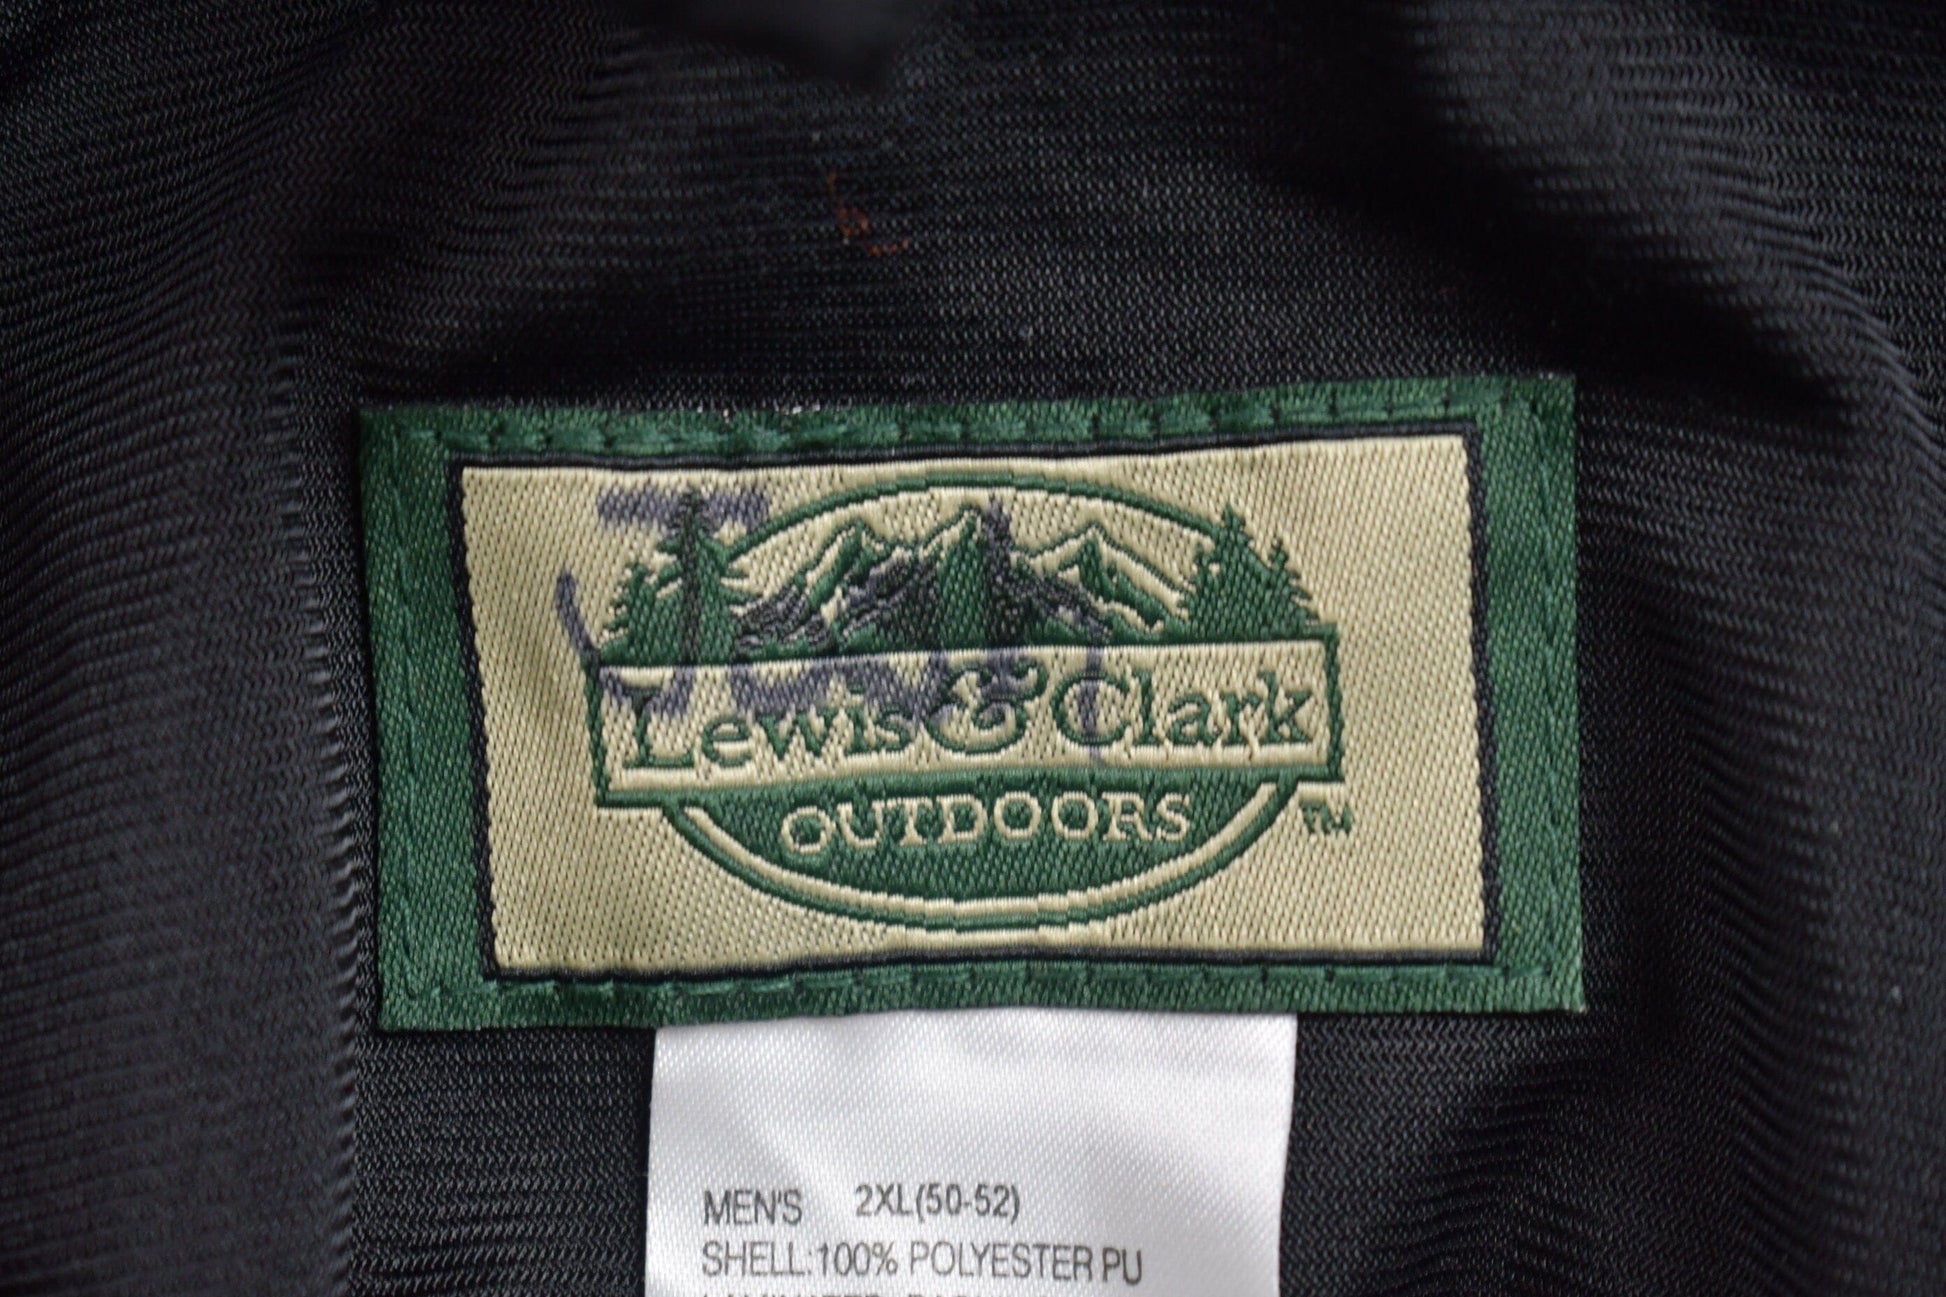 Lewis & Clark
OUTDOORS
TM
MEN'S 2XL(50-52)
SHELL:100% POLYESTER PU